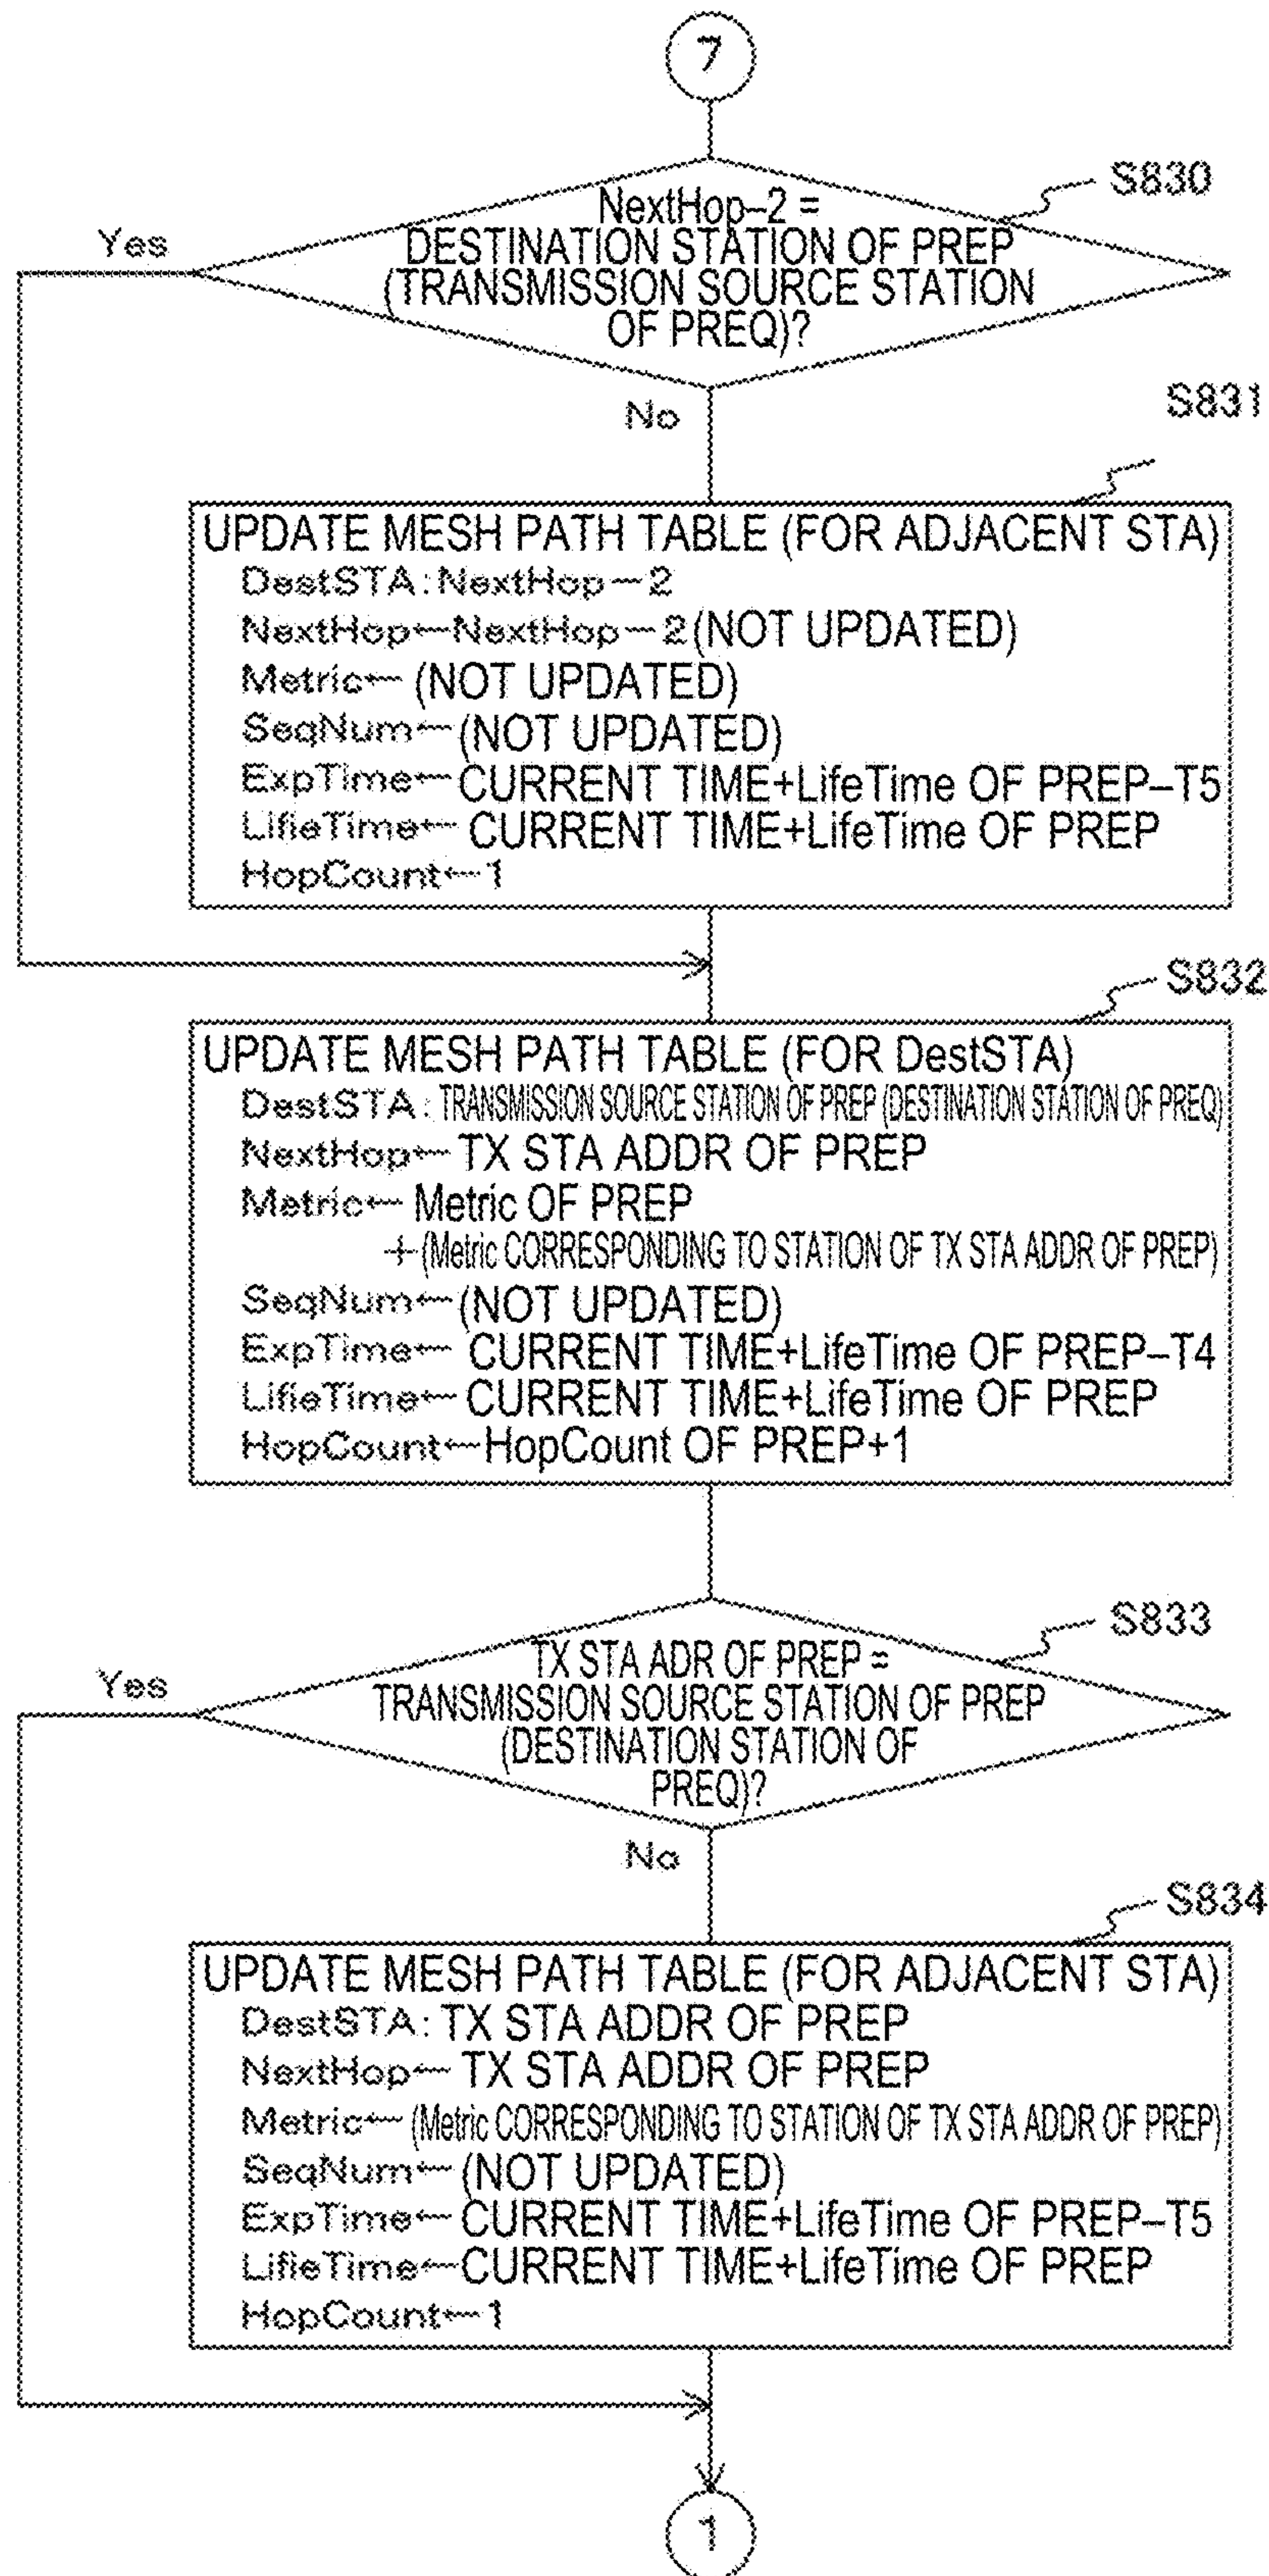 7
S830
NextHop–2 =
DESTINATION STATION OF PREP
(TRANSMISSION SOURCE STATION
OF PREQ)?
Yes
No
S831
UPDATE MESH PATH TABLE (FOR ADJACENT STA)
DestSTA:NextHop−2
NextHop←NextHop−2(NOT UPDATED)
Metric← (NOT UPDATED)
SeqNum←(NOT UPDATED)
ExpTime← CURRENT TIME+LifeTime OF PREP–T5
LifieTime← CURRENT TIME+LifeTime OF PREP
HopCount←1
S832
UPDATE MESH PATH TABLE (FOR DestSTA)
DestSTA: TRANSMISSION SOURCE STATION OF PREP (DESTINATION STATION OF PREQ)
NextHop← TX STA ADDR OF PREP
Metric← Metric OF PREP
+(Metric CORRESPONDING TO STATION OF TX STA ADDR OF PREP)
SeqNum←(NOT UPDATED)
ExpTime← CURRENT TIME+LifeTime OF PREP–T4
LifieTime← CURRENT TIME+LifeTime OF PREP
HopCount←HopCount OF PREP+1
S833
TX STA ADR OF PREP =
TRANSMISSION SOURCE STATION OF PREP
(DESTINATION STATION OF
PREQ)?
Yes
No
S834
UPDATE MESH PATH TABLE (FOR ADJACENT STA)
DestSTA: TX STA ADDR OF PREP
NextHop← TX STA ADDR OF PREP
Metric← (Metric CORRESPONDING TO STATION OF TX STA ADDR OF PREP)
SeqNum←(NOT UPDATED)
ExpTime← CURRENT TIME+LifeTime OF PREP–T5
LifieTime←CURRENT TIME+LifeTime OF PREP
HopCount←1
1